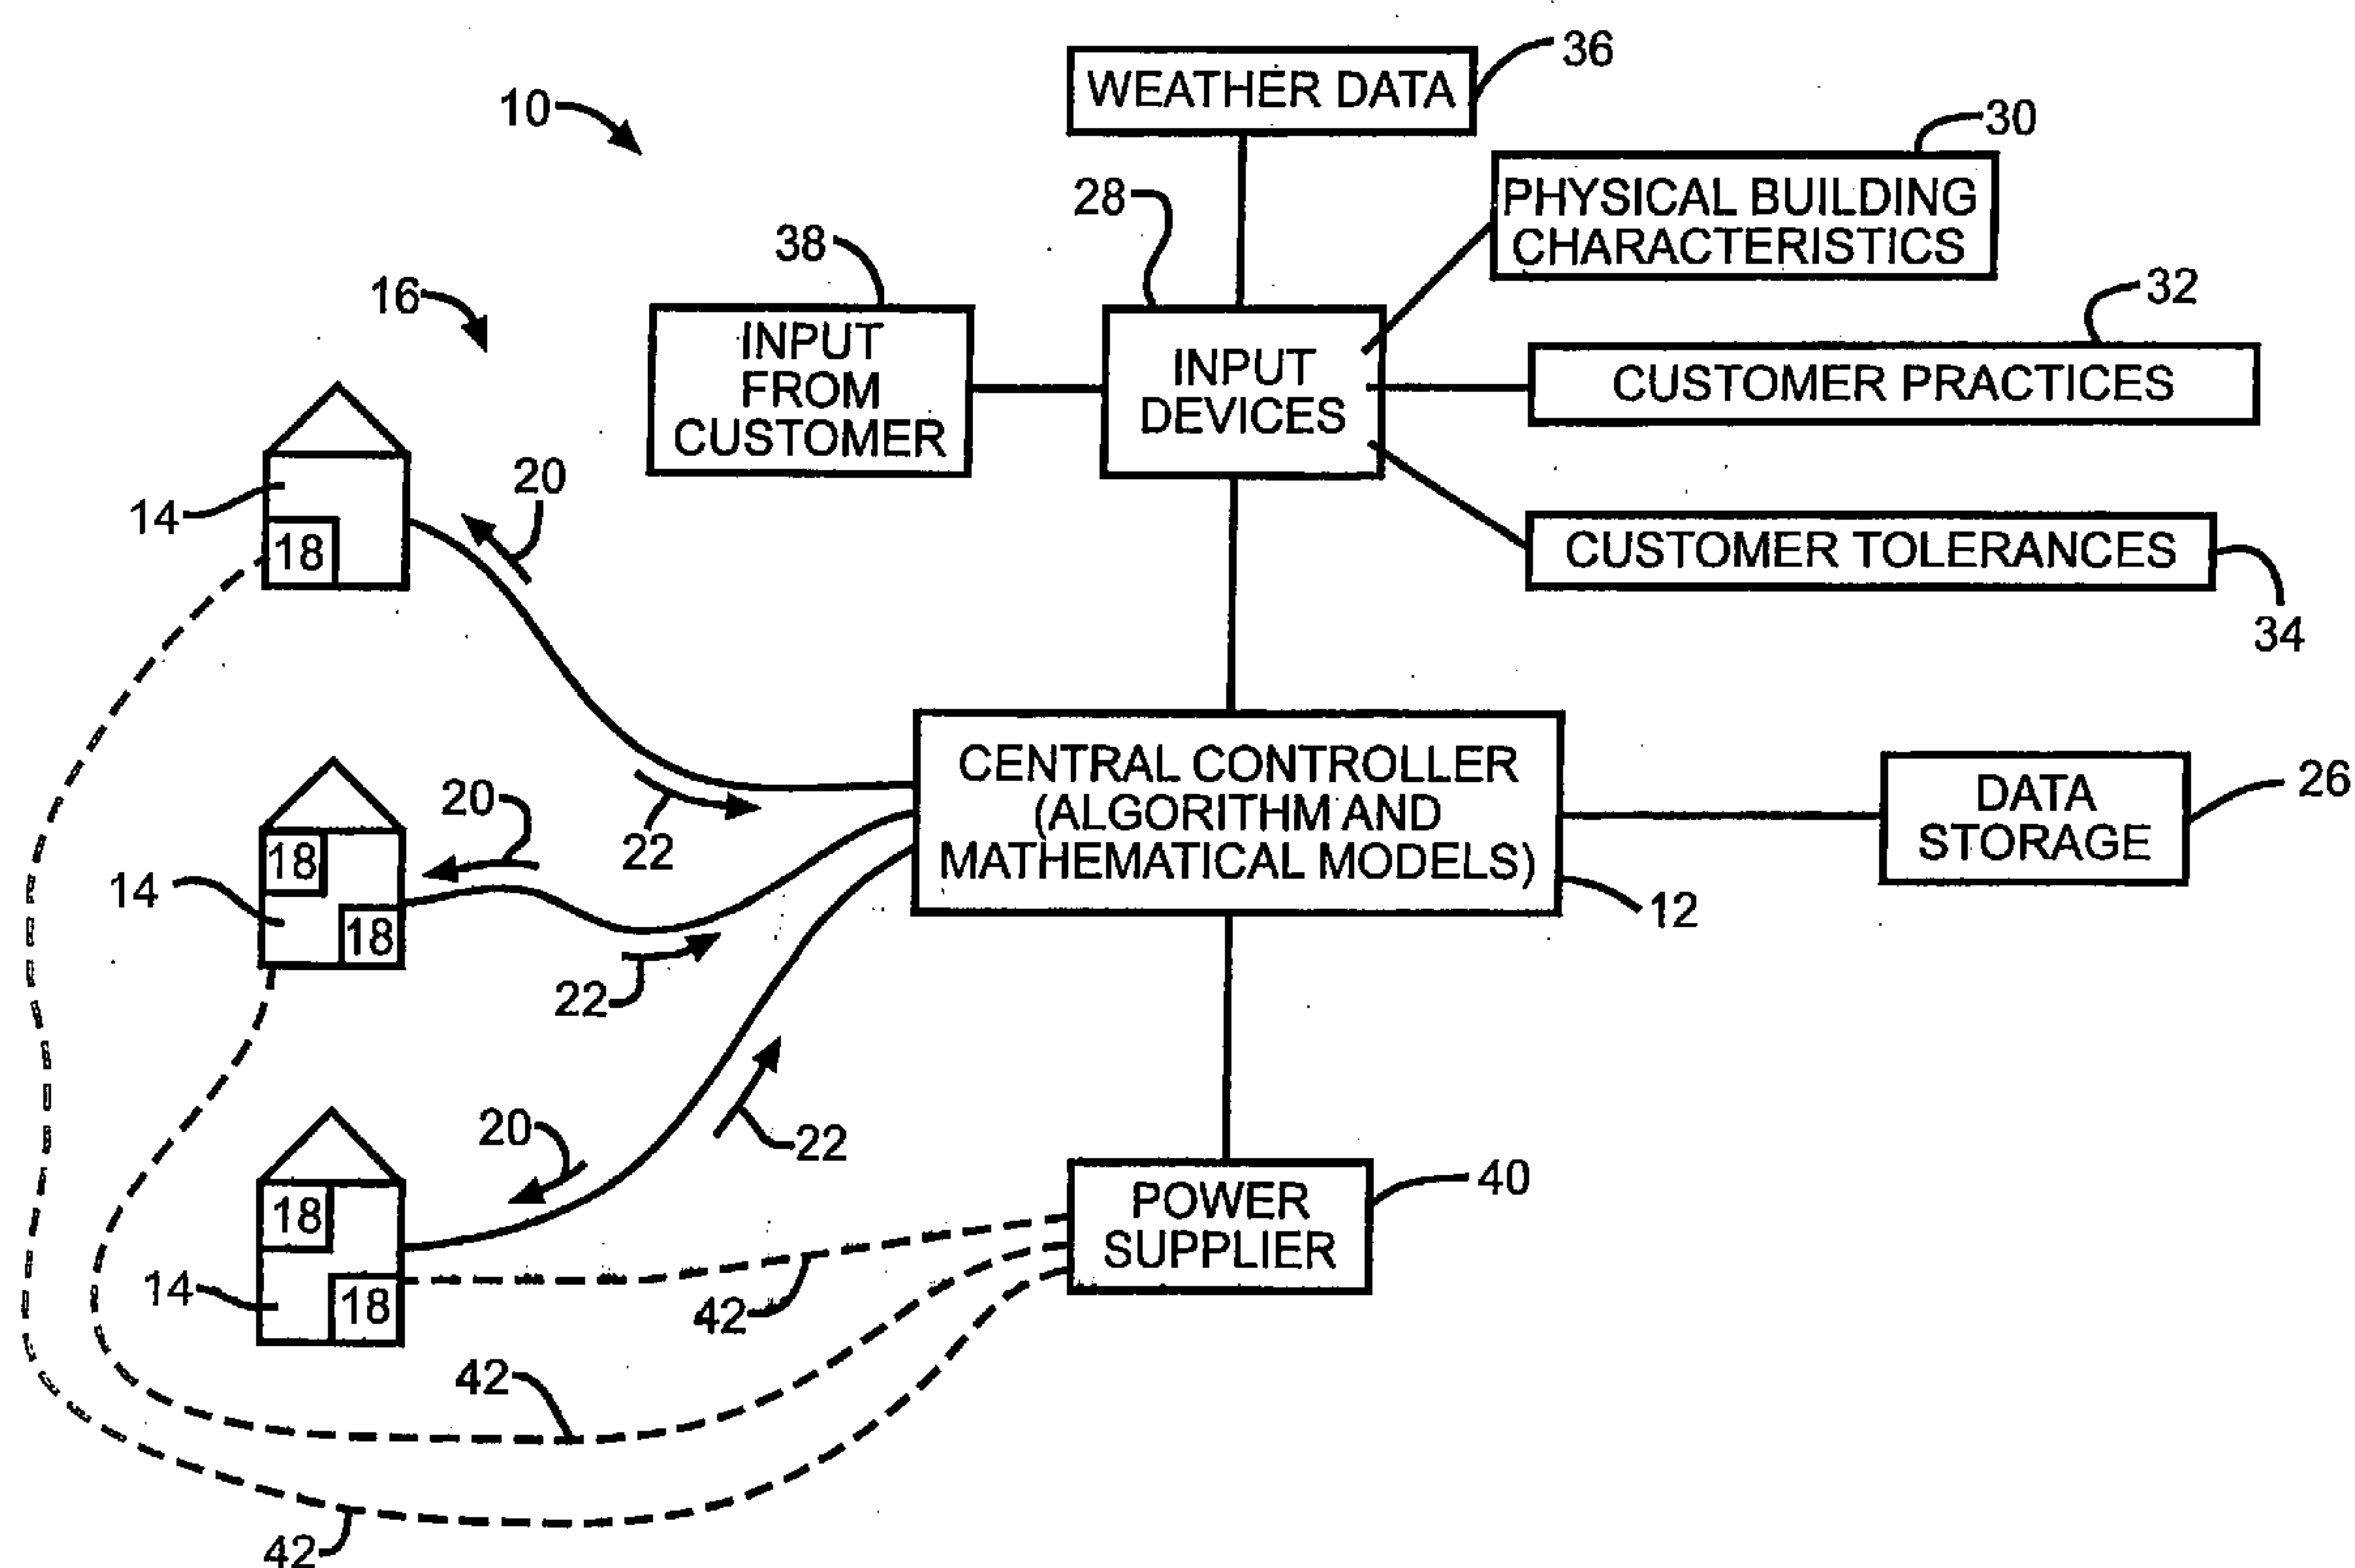 36
WEATHER DATA
10
30
PHYSICAL BUILDING
CHARACTERISTICS
28
38
32
16
INPUT
FROM
CUSTOMER
INPUT
DEVICES
CUSTOMER PRACTICES
20
14
18
CUSTOMER TOLERANCES
34
CENTRAL CONTROLLER
(ALGORITHM AND
MATHEMATICAL MODELS)
DATA
STORAGE
26
20
22
18
14
18
12
22
20
22
18
14
18
POWER
SUPPLIER
40
42
42
42